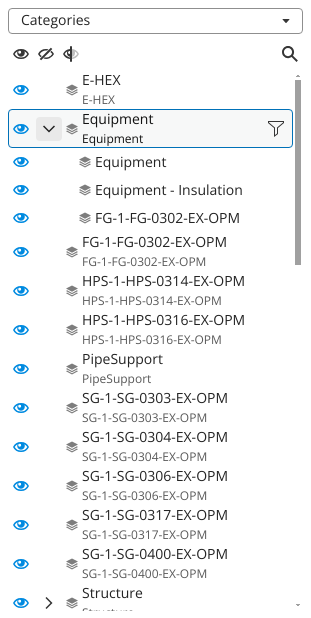 Categories
E-HEX
E-HEX
Equipment
Equipment
Equipment
Equipment - Insulation
FG-1-FG-0302-EX-OPM
FG-1-FG-0302-EX-OPM
FG-1-FG-0302-EX-OPM
HPS-1-HPS-0314-EX-OPM
HPS-1-HPS-0314-EX-OPM
HPS-1-HPS-0316-EX-OPM
HPS-1-HPS-0316-EX-OPM
PipeSupport
PipeSupport
SG-1-SG-0303-EX-OPM
SG-1-SG-0303-EX-OPM
SG-1-SG-0304-EX-OPM
SG-1-SG-0304-EX-OPM
SG-1-SG-0306-EX-OPM
SG-1-SG-0306-EX-OPM
SG-1-SG-0317-EX-OPM
SG-1-SG-0317-EX-OPM
SG-1-SG-0400-EX-OPM
SG-1-SG-0400-EX-OPM
Structure
Structure